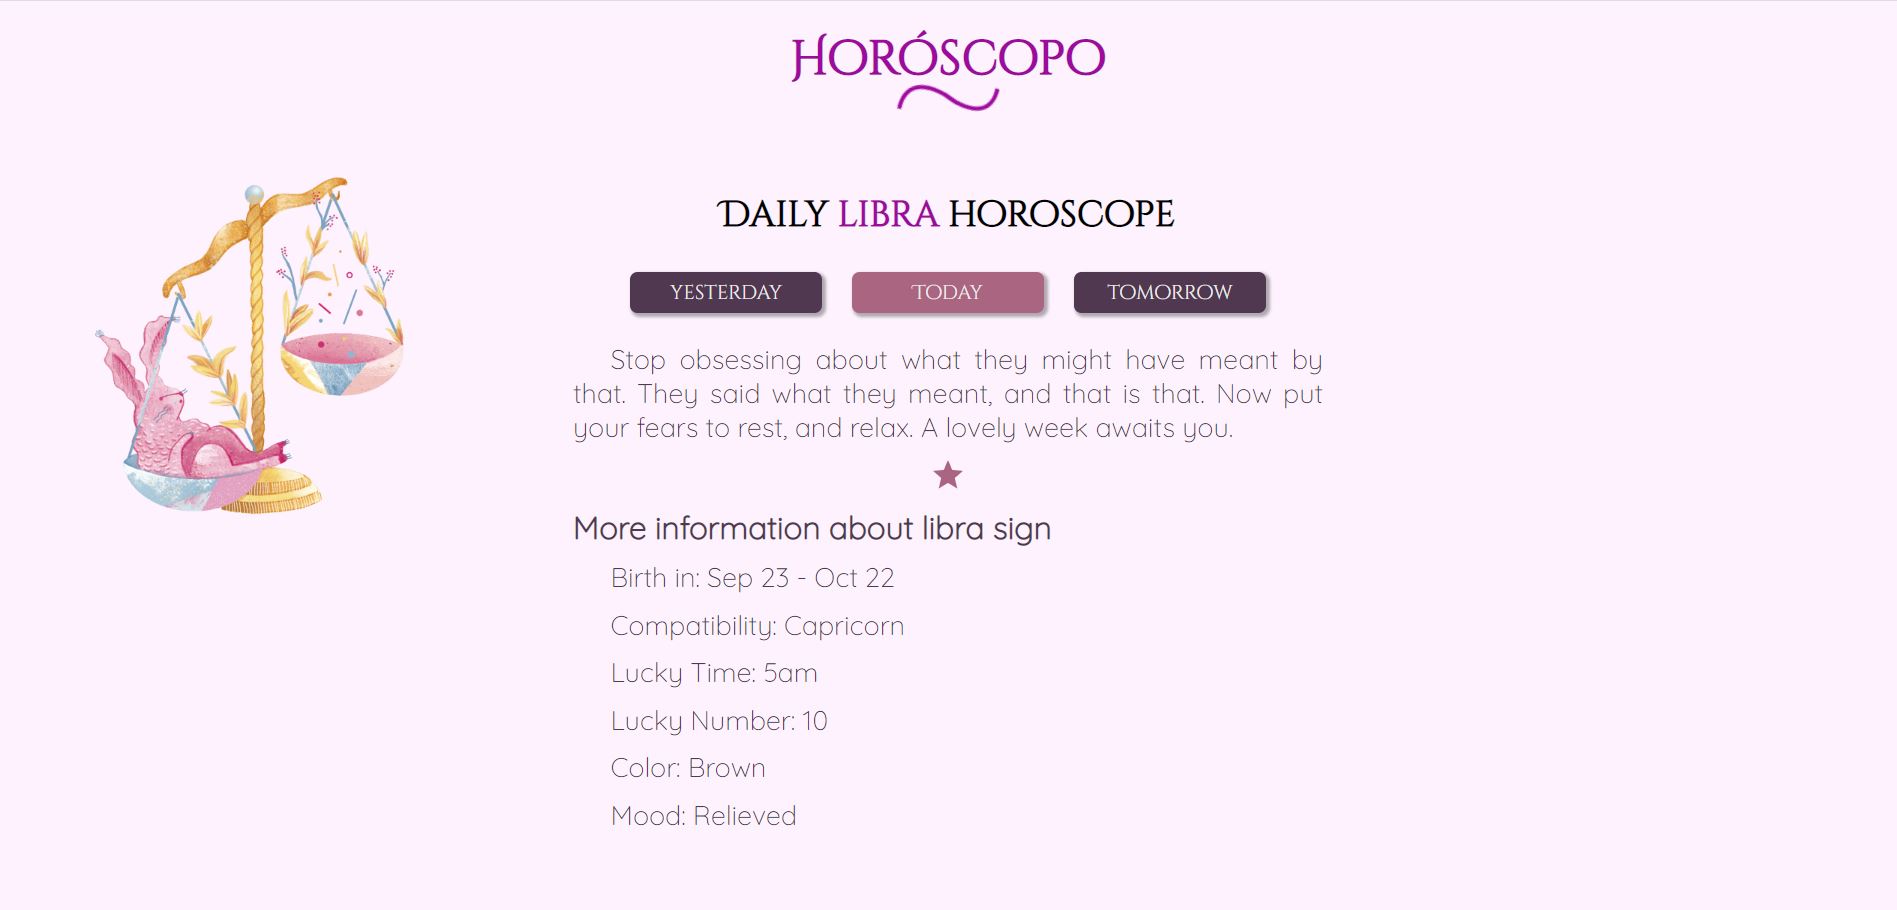 Horóscopo
Daily libra horoscope
Yesterday
Today
Tomorrow
Stop obsessing about what they might have meant by
that. They said what they meant, and that is that. Now put
your fears to rest, and relax. A lovely week awaits you.
More information about libra sign
Birth in: Sep 23 - Oct 22
Compatibility: Capricorn
Lucky Time: 5am
Lucky Number: 10
Color: Brown
Mood: Relieved